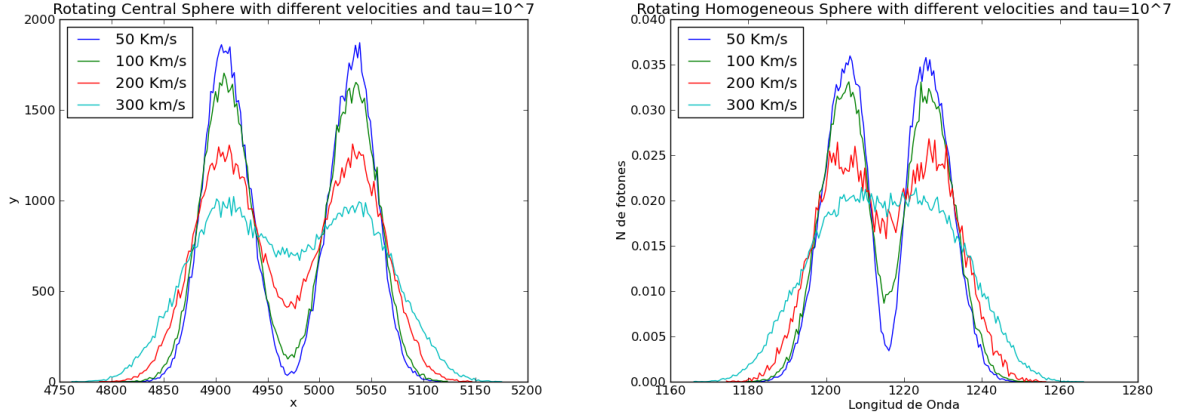 Rotating Central Sphere with different velocities and tau=10^7
2000
1500
1000
500
0
y
50 Km/s
100 Km/s
200 Km/s
300 km/s
4750 4800 4850 4900 4950 5000 5050 5100 5150 5200
x
Rotating Homogeneous Sphere with different velocities and tau=10^7
0.040
0.035
0.030
0.025
0.020
0.015
0.010
0.005
0.000
N de fotones
50 Km/s
100 Km/s
200 Km/s
300 Km/s
1160 1180 1200 1220 1240 1260 1280
Longitud de Onda